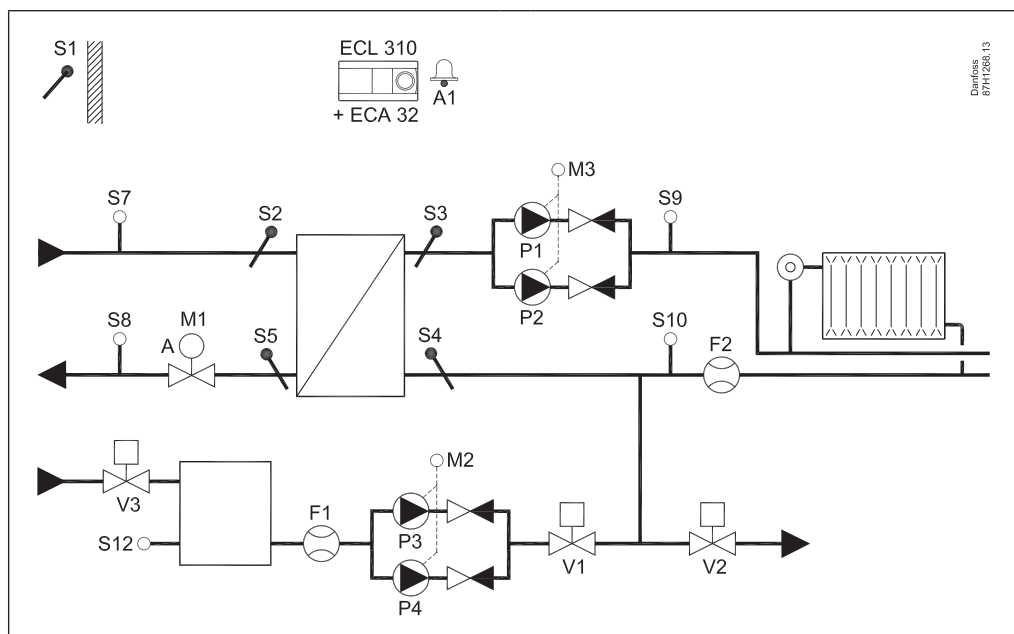 S1
ECL 310
A1
+ ECA 32
Danfoss
87H1268.13
M3
S7
S2
S3
S9
P1
P2
S8
M1
A
S5
S4
S10
F2
M2
V3
F1
P3
S12
V1
V2
P4